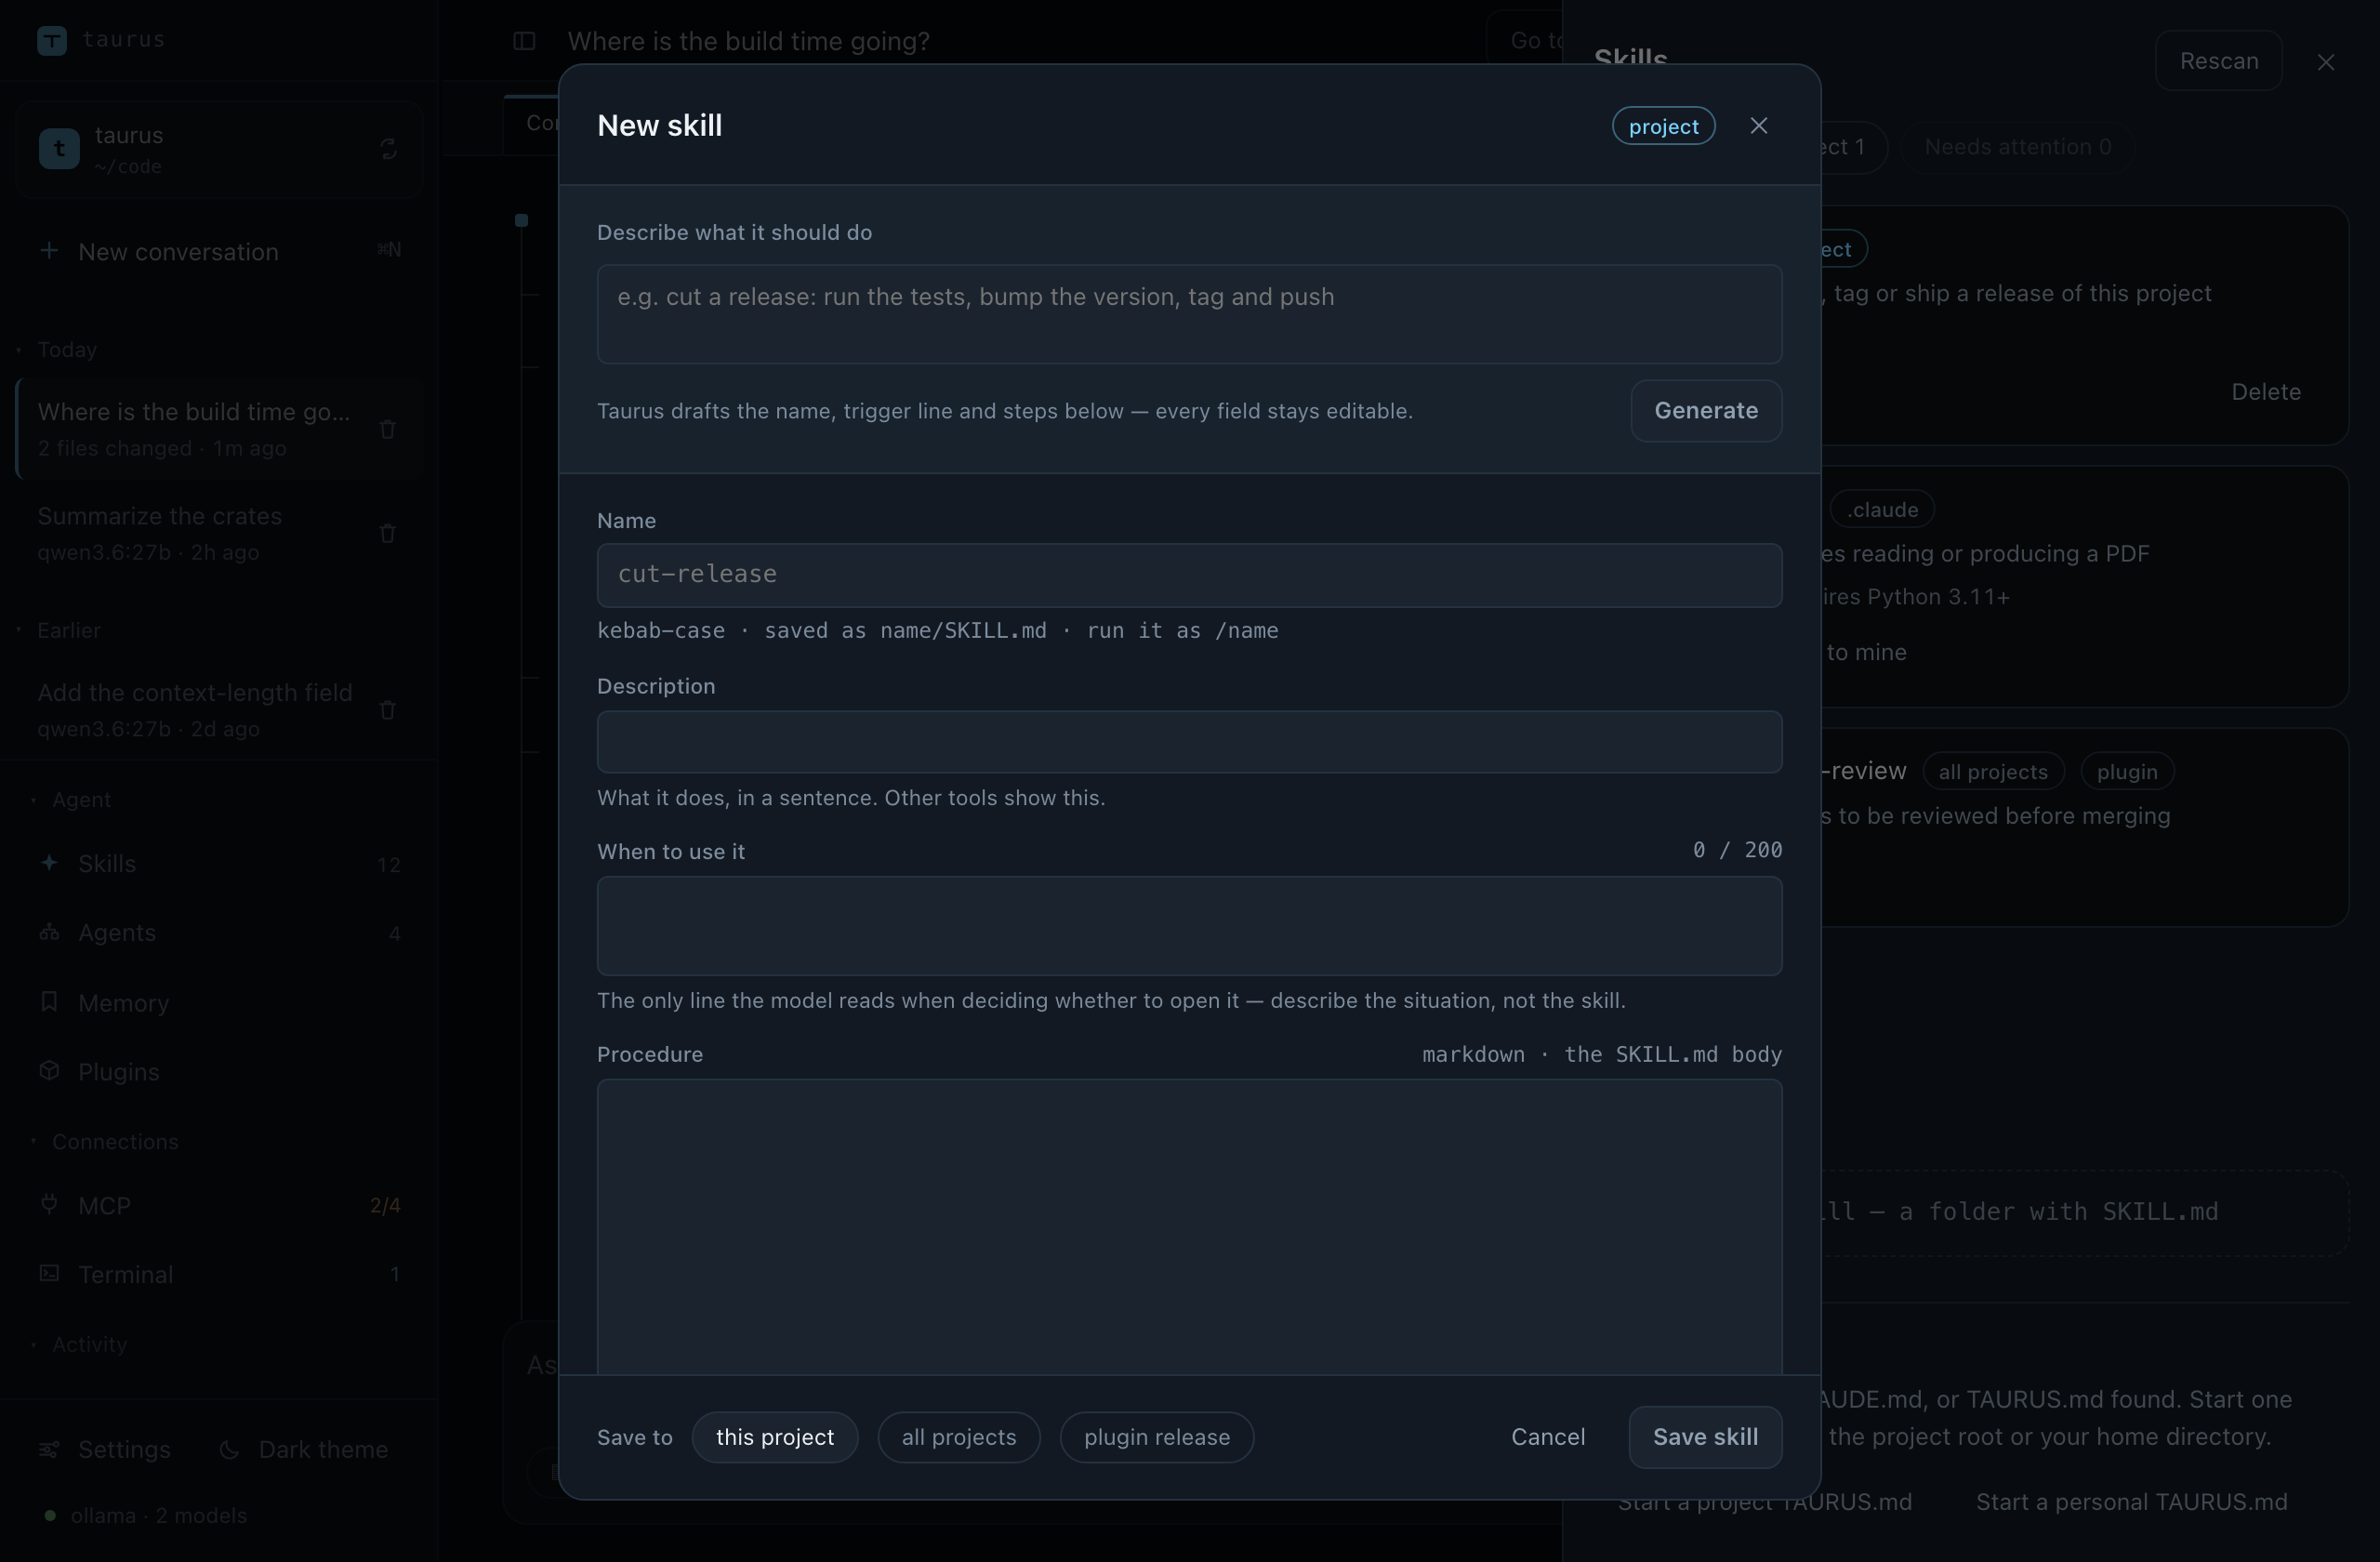 taurus
Where is the build time going?
Go to
Skills
Rescan
t
taurus
~/code
New conversation
⌘N
Today
Where is the build time go...
2 files changed · 1m ago
Summarize the crates
qwen3.6:27b · 2h ago
Earlier
Add the context-length field
qwen3.6:27b · 2d ago
Agent
Skills
12
Agents
4
Memory
Plugins
Connections
MCP
2/4
Terminal
1
Activity
Settings
Dark theme
ollama · 2 models
New skill
project
Describe what it should do
e.g. cut a release: run the tests, bump the version, tag and push
Taurus drafts the name, trigger line and steps below — every field stays editable.
Generate
Name
cut-release
kebab-case · saved as name/SKILL.md · run it as /name
Description
What it does, in a sentence. Other tools show this.
When to use it
0 / 200
The only line the model reads when deciding whether to open it — describe the situation, not the skill.
Procedure
markdown · the SKILL.md body
Save to
this project
all projects
plugin release
Cancel
Save skill
ect 1
Needs attention 0
ect
, tag or ship a release of this project
Delete
.claude
es reading or producing a PDF
ires Python 3.11+
to mine
-review
all projects
plugin
s to be reviewed before merging
ll — a folder with SKILL.md
AUDE.md, or TAURUS.md found. Start one
the project root or your home directory.
Start a project TAURUS.md
Start a personal TAURUS.md